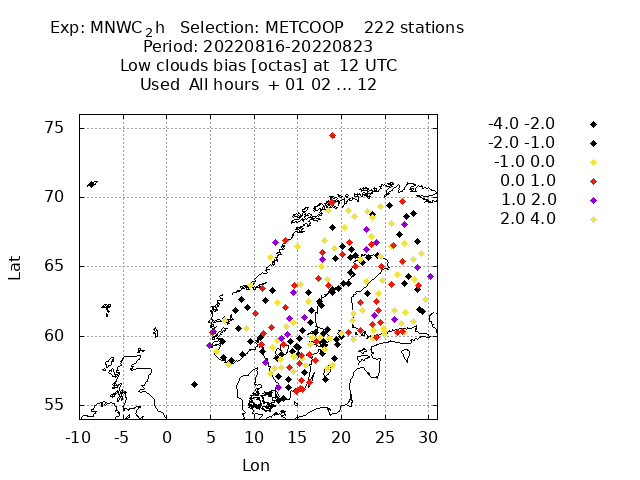 Exp: MNWC_2h Selection: METCOOP 222 stations
Period: 20220816-20220823
Low clouds bias [octas] at 12 UTC
Used All hours + 01 02 ... 12
75
70
65
60
55
-10 -5 0 5 10 15 20 25 30
Lat
Lon
-4.0 -2.0
-2.0 -1.0
-1.0 0.0
0.0 1.0
1.0 2.0
2.0 4.0